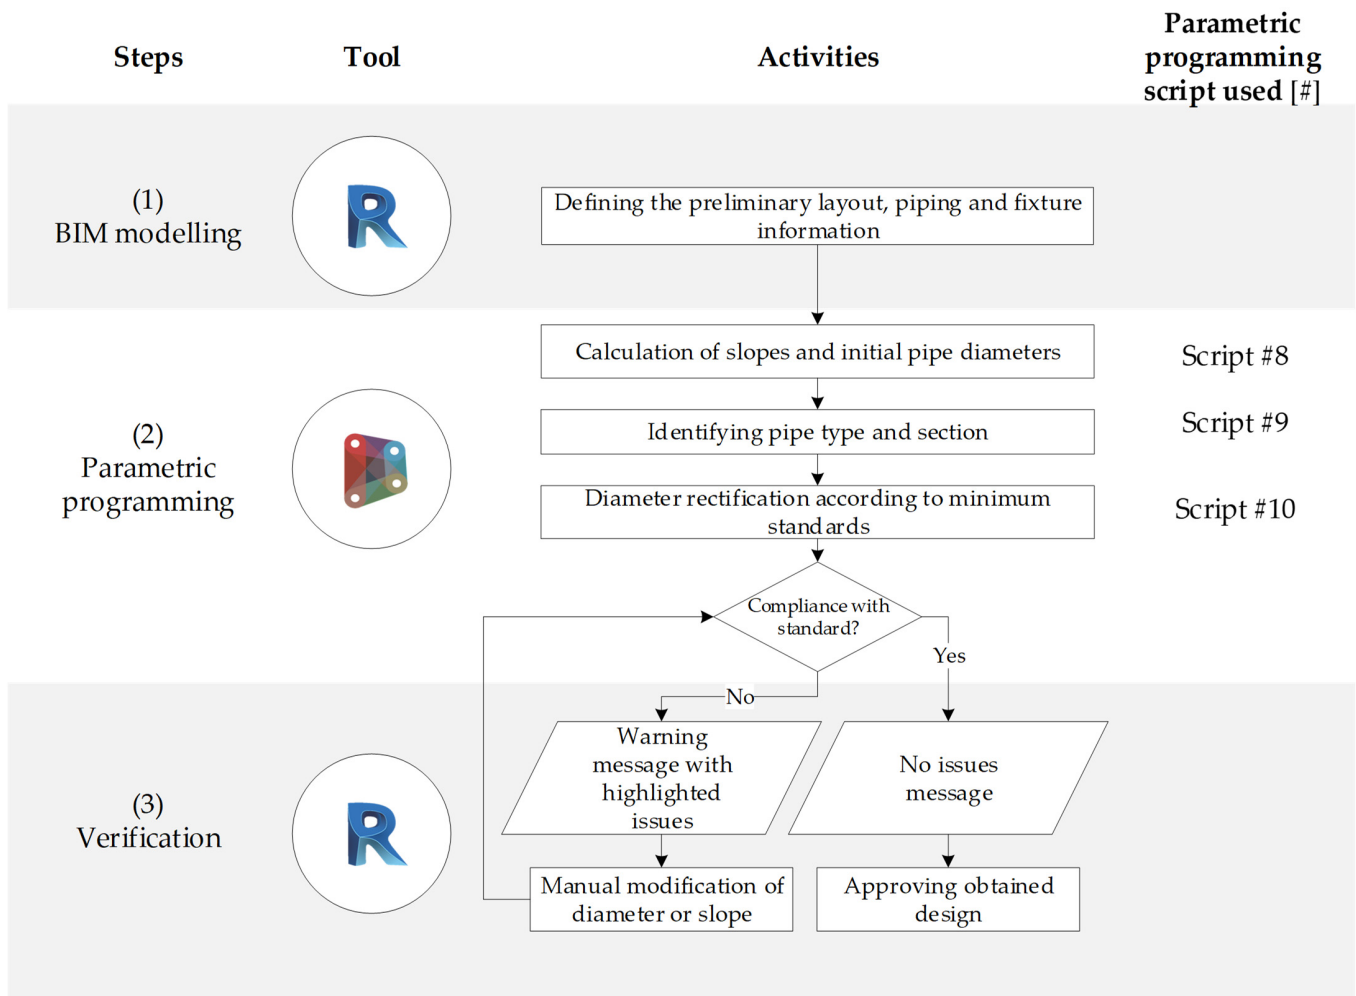 Steps
Tool
Activities
Parametric
programming
script used [#]
(1)
BIM modelling
R
Defining the preliminary layout, piping and fixture
information
(2)
Parametric
programming
Calculation of slopes and initial pipe diameters
Script #8
Identifying pipe type and section
Script #9
Diameter rectification according to minimum
standards
Script #10
Compliance with
standard?
Yes
No
(3)
Verification
R
Warning
message with
highlighted
issues
No issues
message
Manual modification of
diameter or slope
Approving obtained
design